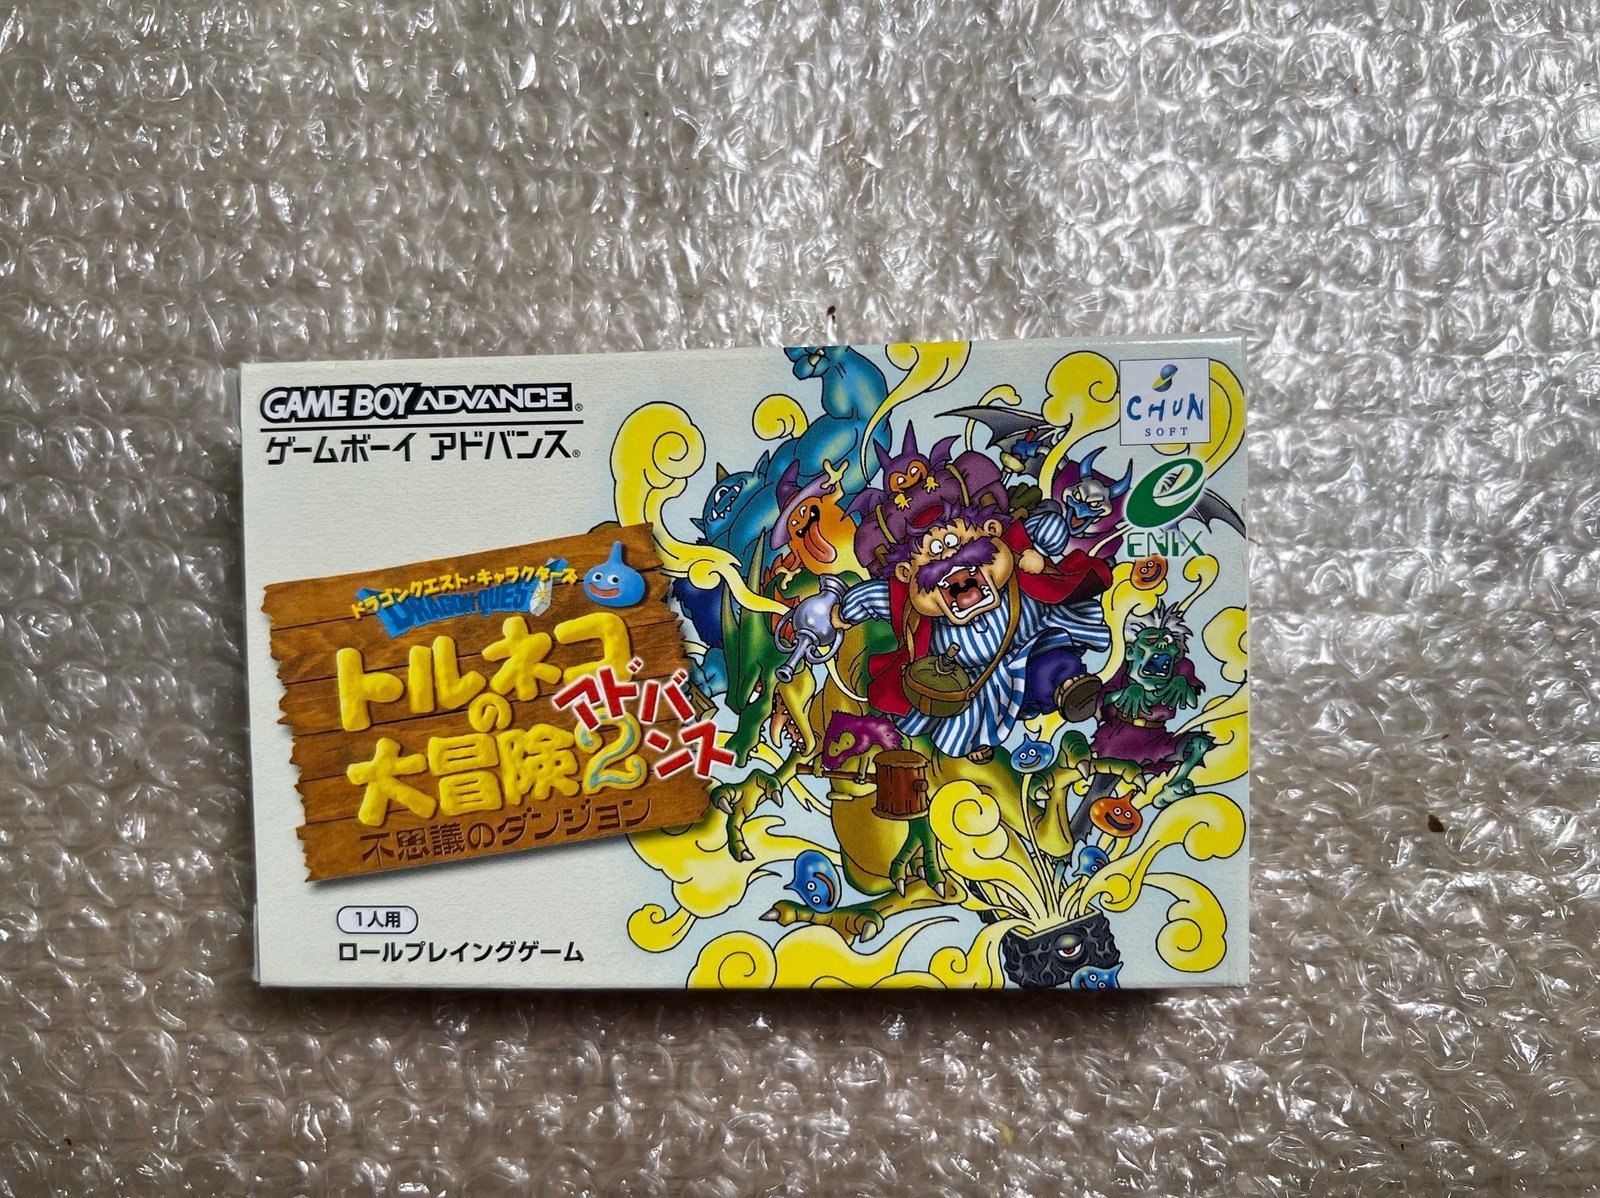 GAME BOY ADVANCE®
ゲームボーイ アドバンス®
CHUN
SOFT
ENIX
ドラゴンクエスト・キャラクターズ
DRAGON QUEST
トルネコ
の
大冒険2
アドバンス
不思議のダンジョン
1人用
ロールプレイングゲーム